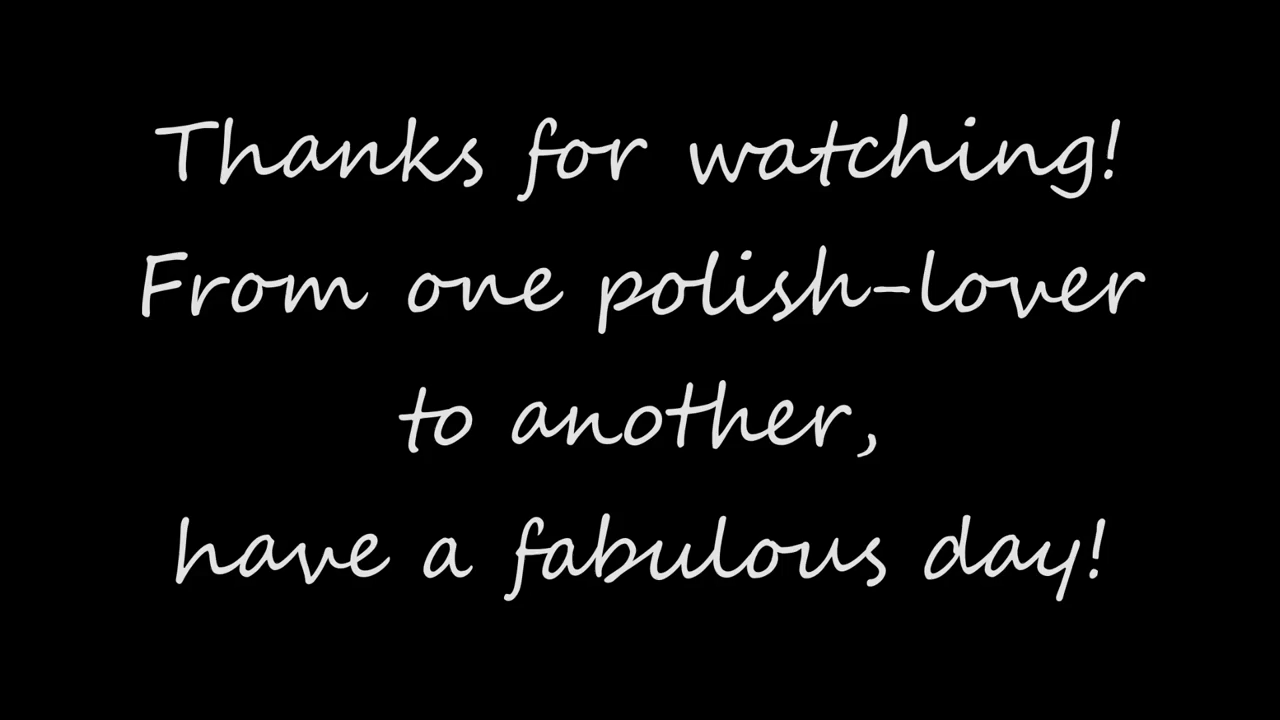 Thanks for watching!
From one polish-lover
to another,
have a fabulous day!